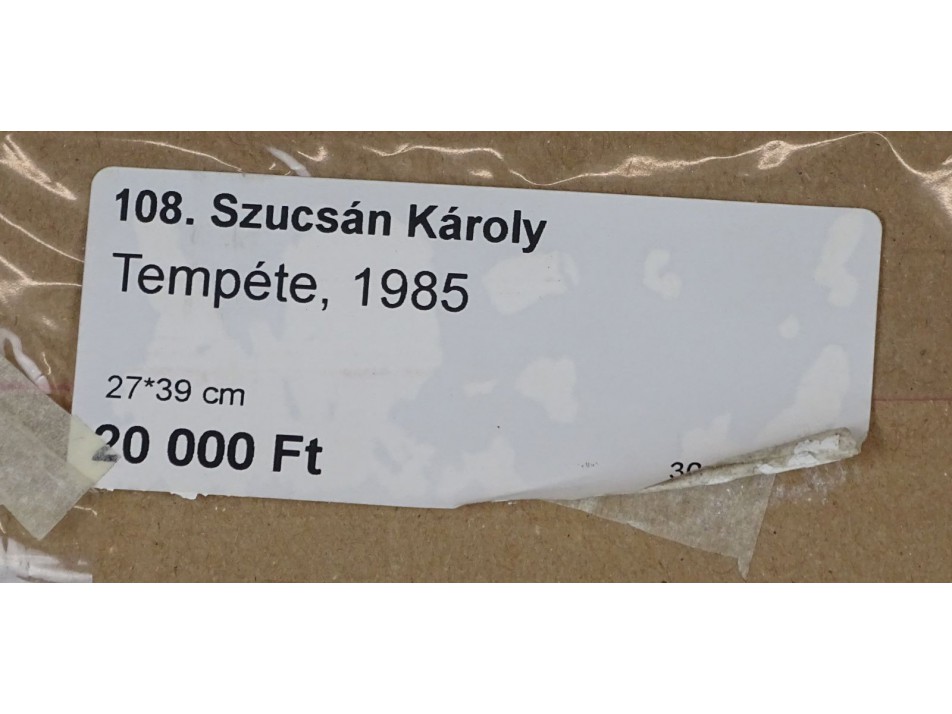 108. Szucsán Károly
Tempéte, 1985
27*39 cm
20 000 Ft